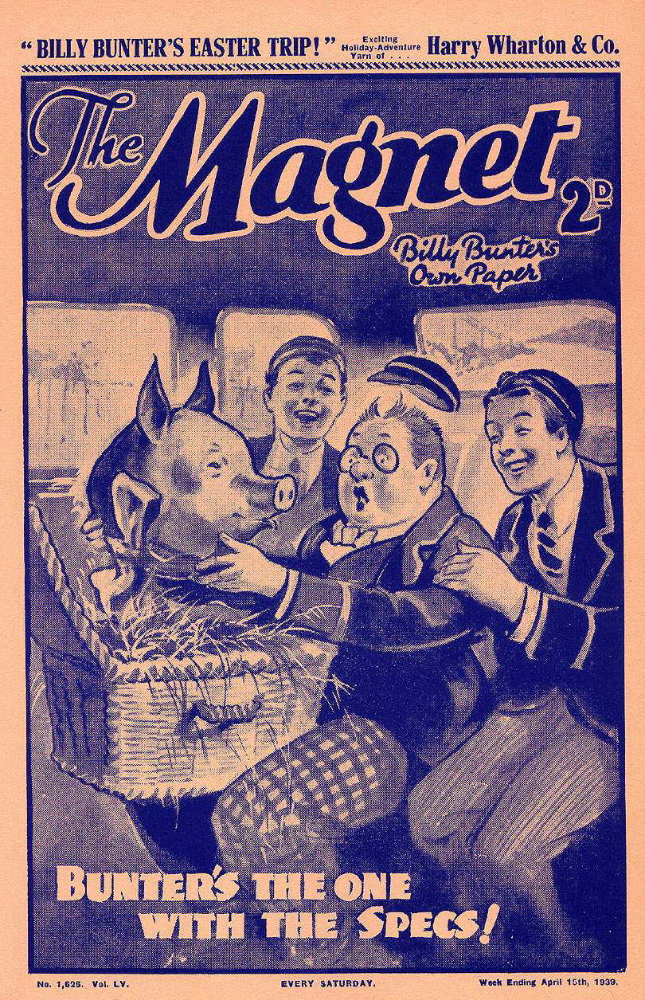 “BILLY BUNTER'S EASTER TRIP!” Exciting Holiday-Adventure Yarn of . . . Harry Wharton & Co.
The Magnet
2D
Billy Bunter's
Own Paper
BUNTER'S THE ONE
WITH THE SPECS!
No. 1,626. Vol. LV. EVERY SATURDAY. Week Ending April 15th, 1939.